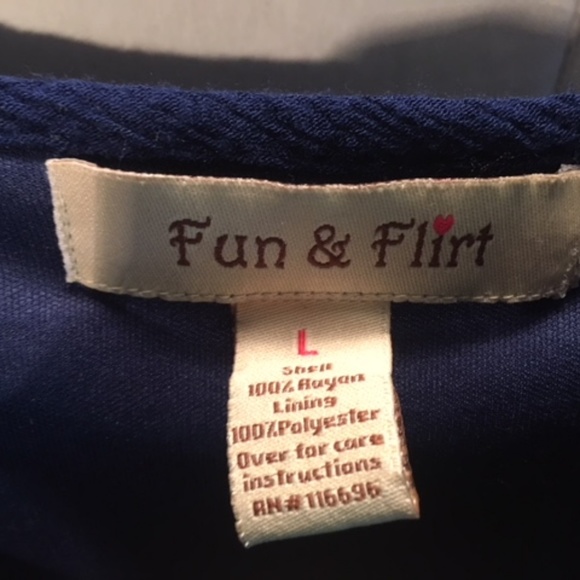 Fun & Flirt
L
Shell
100% Rayon
Lining
100%Polyester
Over for care
instructions
RN#116696